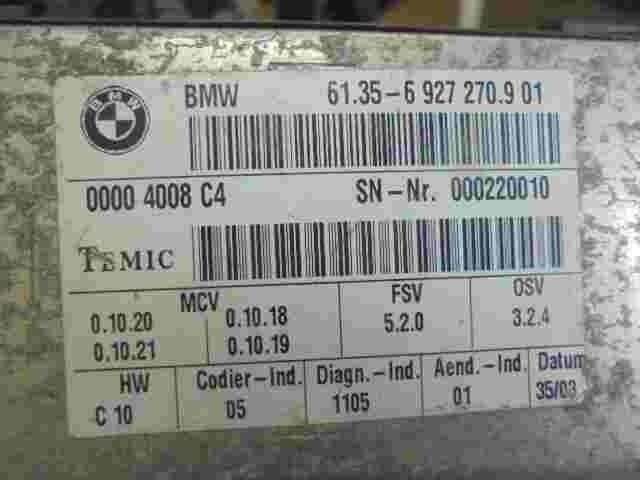 BMW
BMW 61.35-6 927 270.9 01
0000 4008 C4 SN-Nr. 000220010
TEMIC
MCV FSV OSV
0.10.20 0.10.18 5.2.0 3.2.4
0.10.21 0.10.19
HW Codier-Ind. Diagn.-Ind. Aend.-Ind. Datum
C 10 05 1105 01 35/03